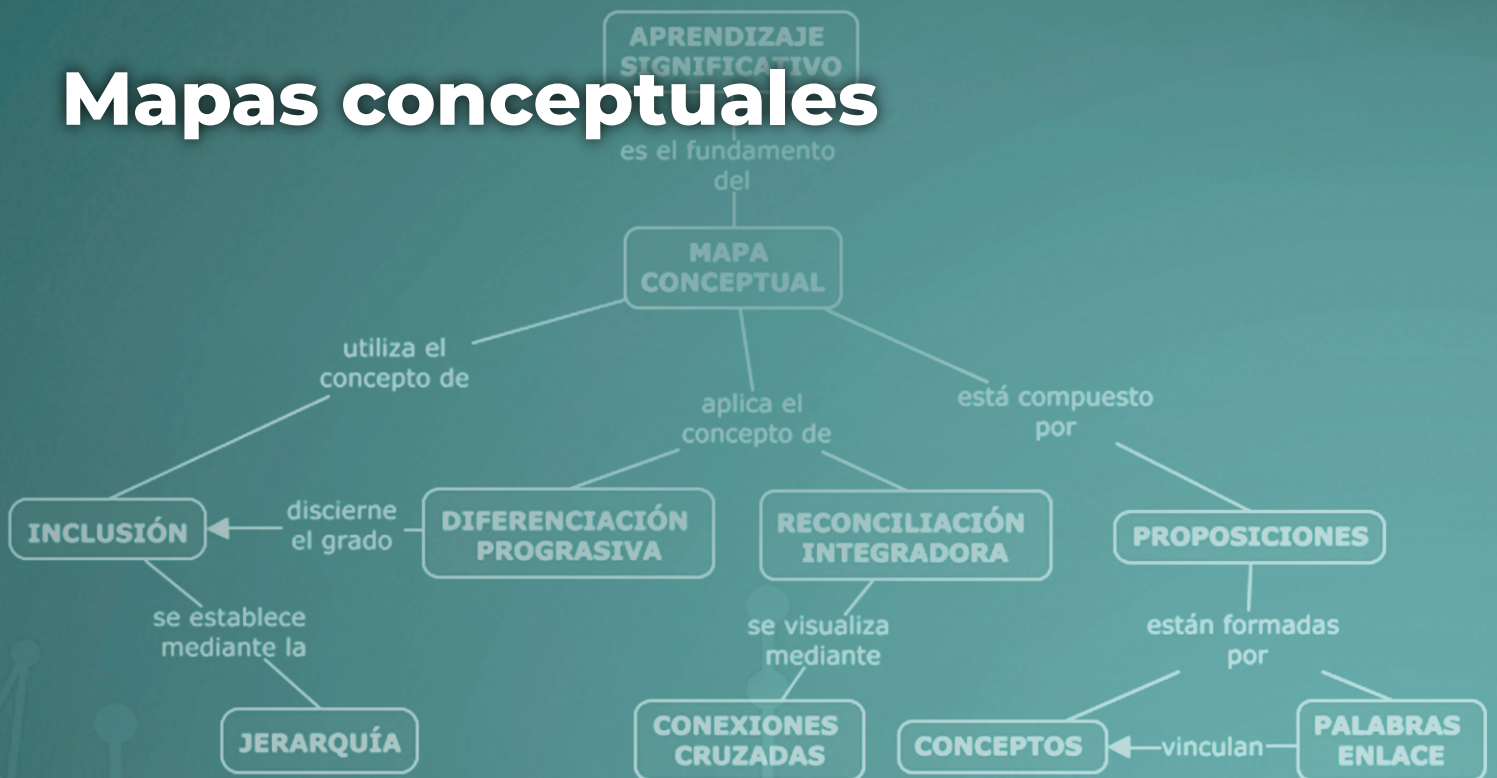 Mapas conceptuales
APRENDIZAJE
SIGNIFICATIVO
es el fundamento
del
MAPA
CONCEPTUAL
utiliza el
concepto de
aplica el
concepto de
está compuesto
por
INCLUSIÓN
discierne
el grado
DIFERENCIACIÓN
PROGRASIVA
RECONCILIACIÓN
INTEGRADORA
PROPOSICIONES
se establece
mediante la
se visualiza
mediante
están formadas
por
JERARQUÍA
CONEXIONES
CRUZADAS
CONCEPTOS
vinculan
PALABRAS
ENLACE